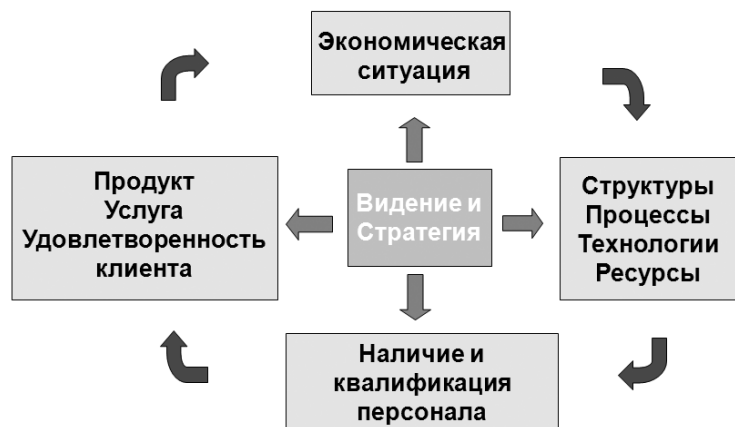 Экономическая
ситуация
Продукт
Услуга
Удовлетворенность
клиента
Видение и
Стратегия
Структуры
Процессы
Технологии
Ресурсы
Наличие и
квалификация
персонала